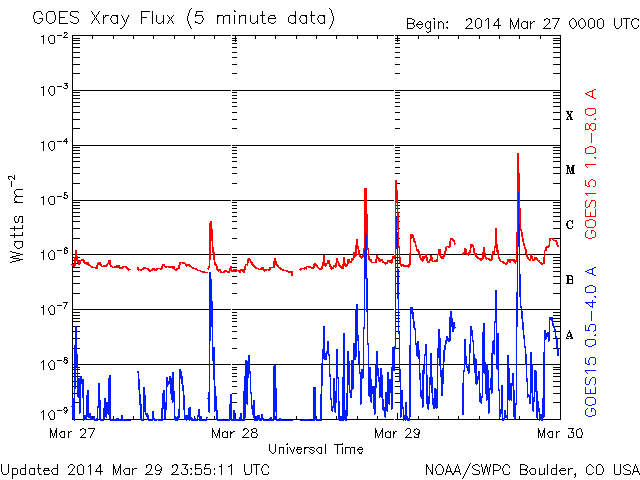 GOES Xray Flux (5 minute data)
Begin: 2014 Mar 27 0000 UTC
10⁻²
10⁻³
10⁻⁴
10⁻⁵
10⁻⁶
10⁻⁷
10⁻⁸
10⁻⁹
Watts m⁻²
X
M
C
B
A
GOES15 1.0-8.0 A
GOES15 0.5-4.0 A
Mar 27
Mar 28
Mar 29
Mar 30
Universal Time
Updated 2014 Mar 29 23:55:11 UTC
NOAA/SWPC Boulder, CO USA